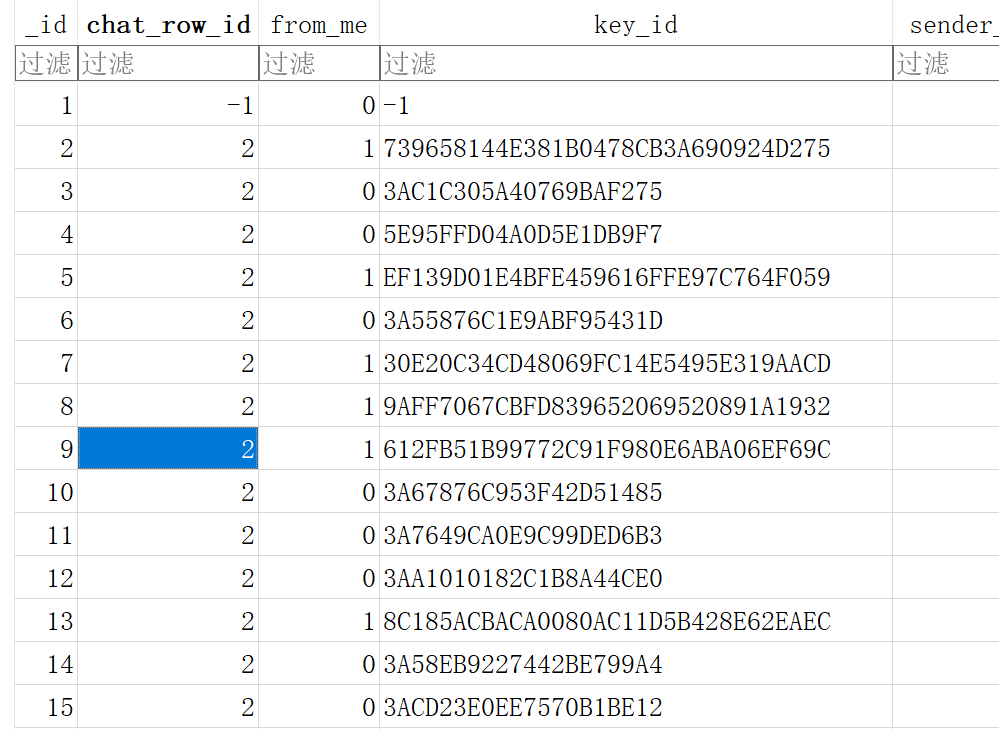 _id chat_row_id from_me key_id sender_
过滤 过滤 过滤 过滤 过滤
1 -1 0 -1
2 2 1 739658144E381B0478CB3A690924D275
3 2 0 3AC1C305A40769BAF275
4 2 0 5E95FFD04A0D5E1DB9F7
5 2 1 EF139D01E4BFE459616FFE97C764F059
6 2 0 3A55876C1E9ABF95431D
7 2 1 30E20C34CD48069FC14E5495E319AACD
8 2 1 9AFF7067CBFD839652069520891A1932
9 2 1 612FB51B99772C91F980E6ABA06EF69C
10 2 0 3A67876C953F42D51485
11 2 0 3A7649CA0E9C99DED6B3
12 2 0 3AA1010182C1B8A44CE0
13 2 1 8C185ACBACA0080AC11D5B428E62EAEC
14 2 0 3A58EB9227442BE799A4
15 2 0 3ACD23E0EE7570B1BE12